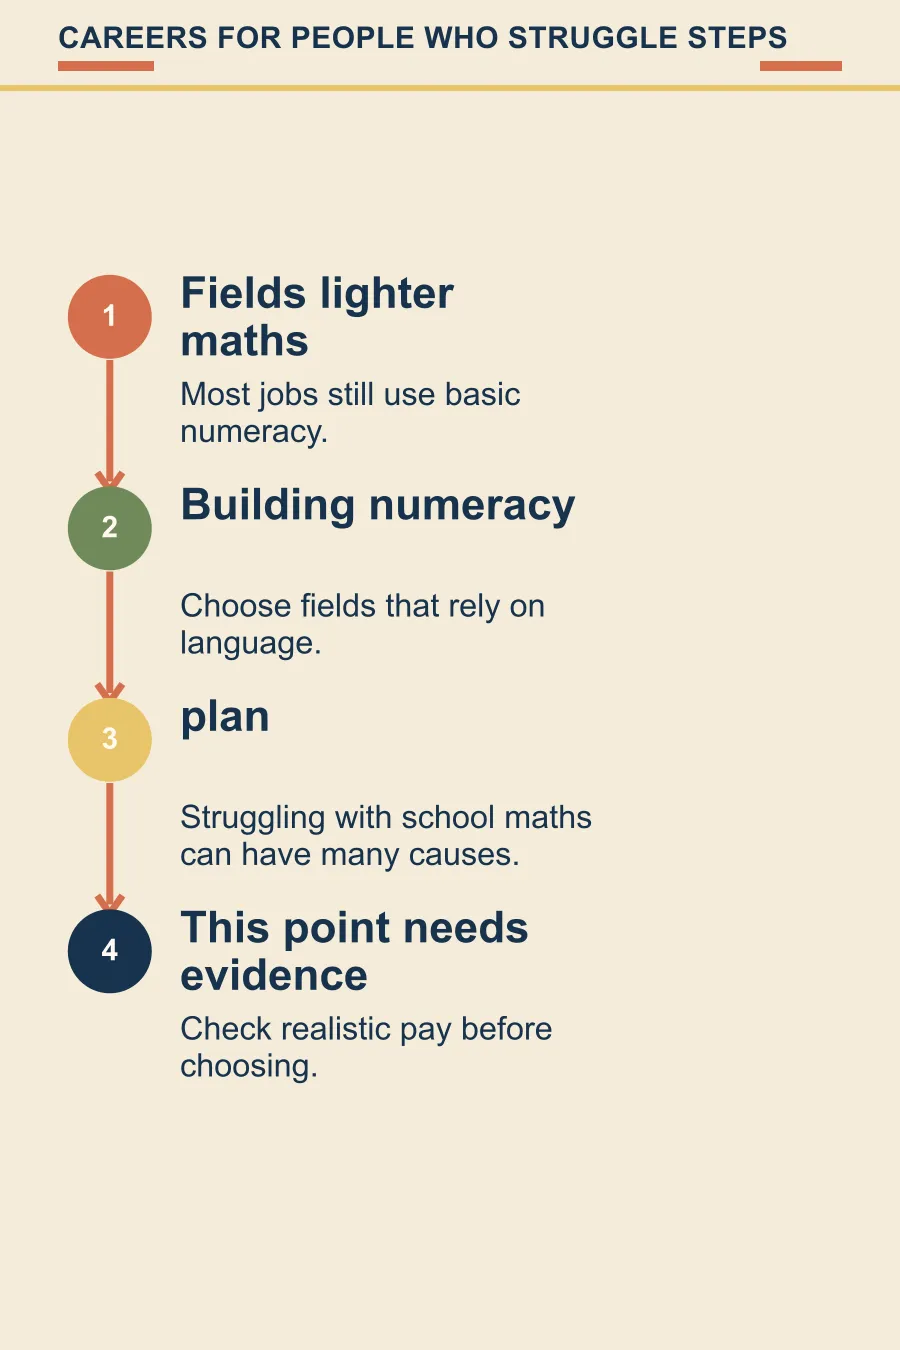 CAREERS FOR PEOPLE WHO STRUGGLE STEPS
1
Fields lighter
maths
Most jobs still use basic
numeracy.
2
Building numeracy
Choose fields that rely on
language.
3
plan
Struggling with school maths
can have many causes.
4
This point needs
evidence
Check realistic pay before
choosing.